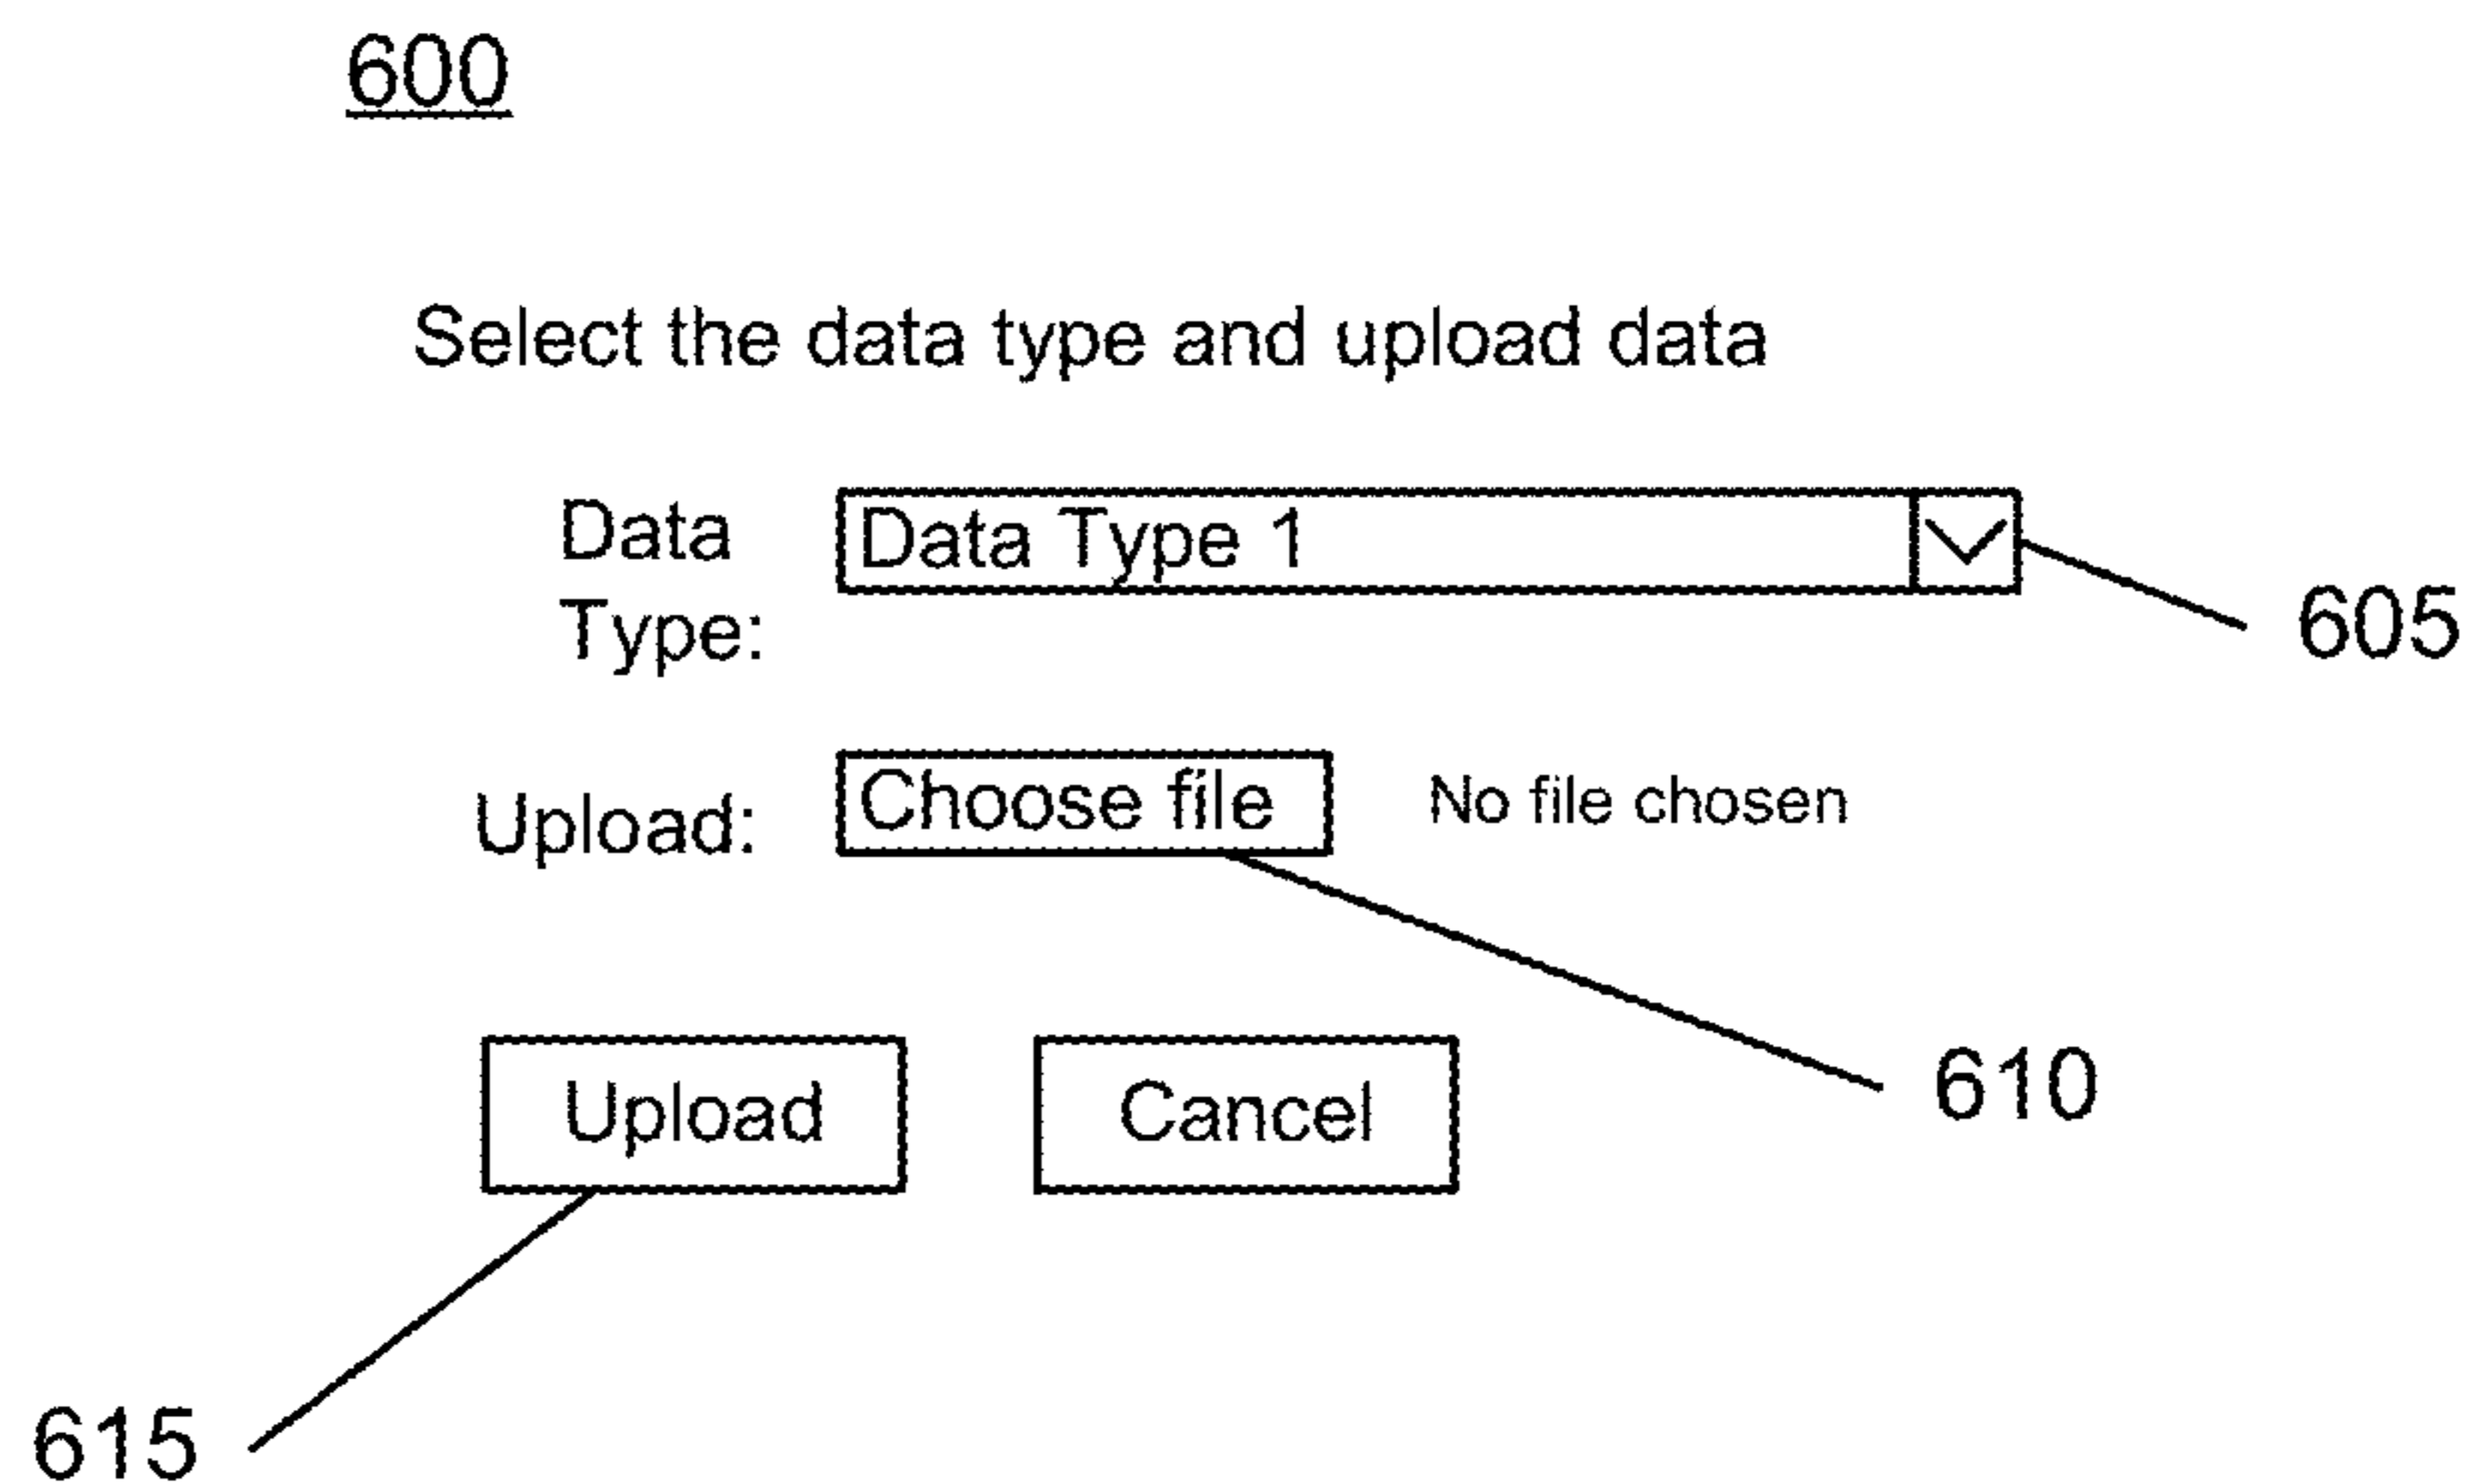 600
Select the data type and upload data
Data Type 1
Data
Type:
605
Upload:
Choose file
No file chosen
610
Upload
Cancel
615